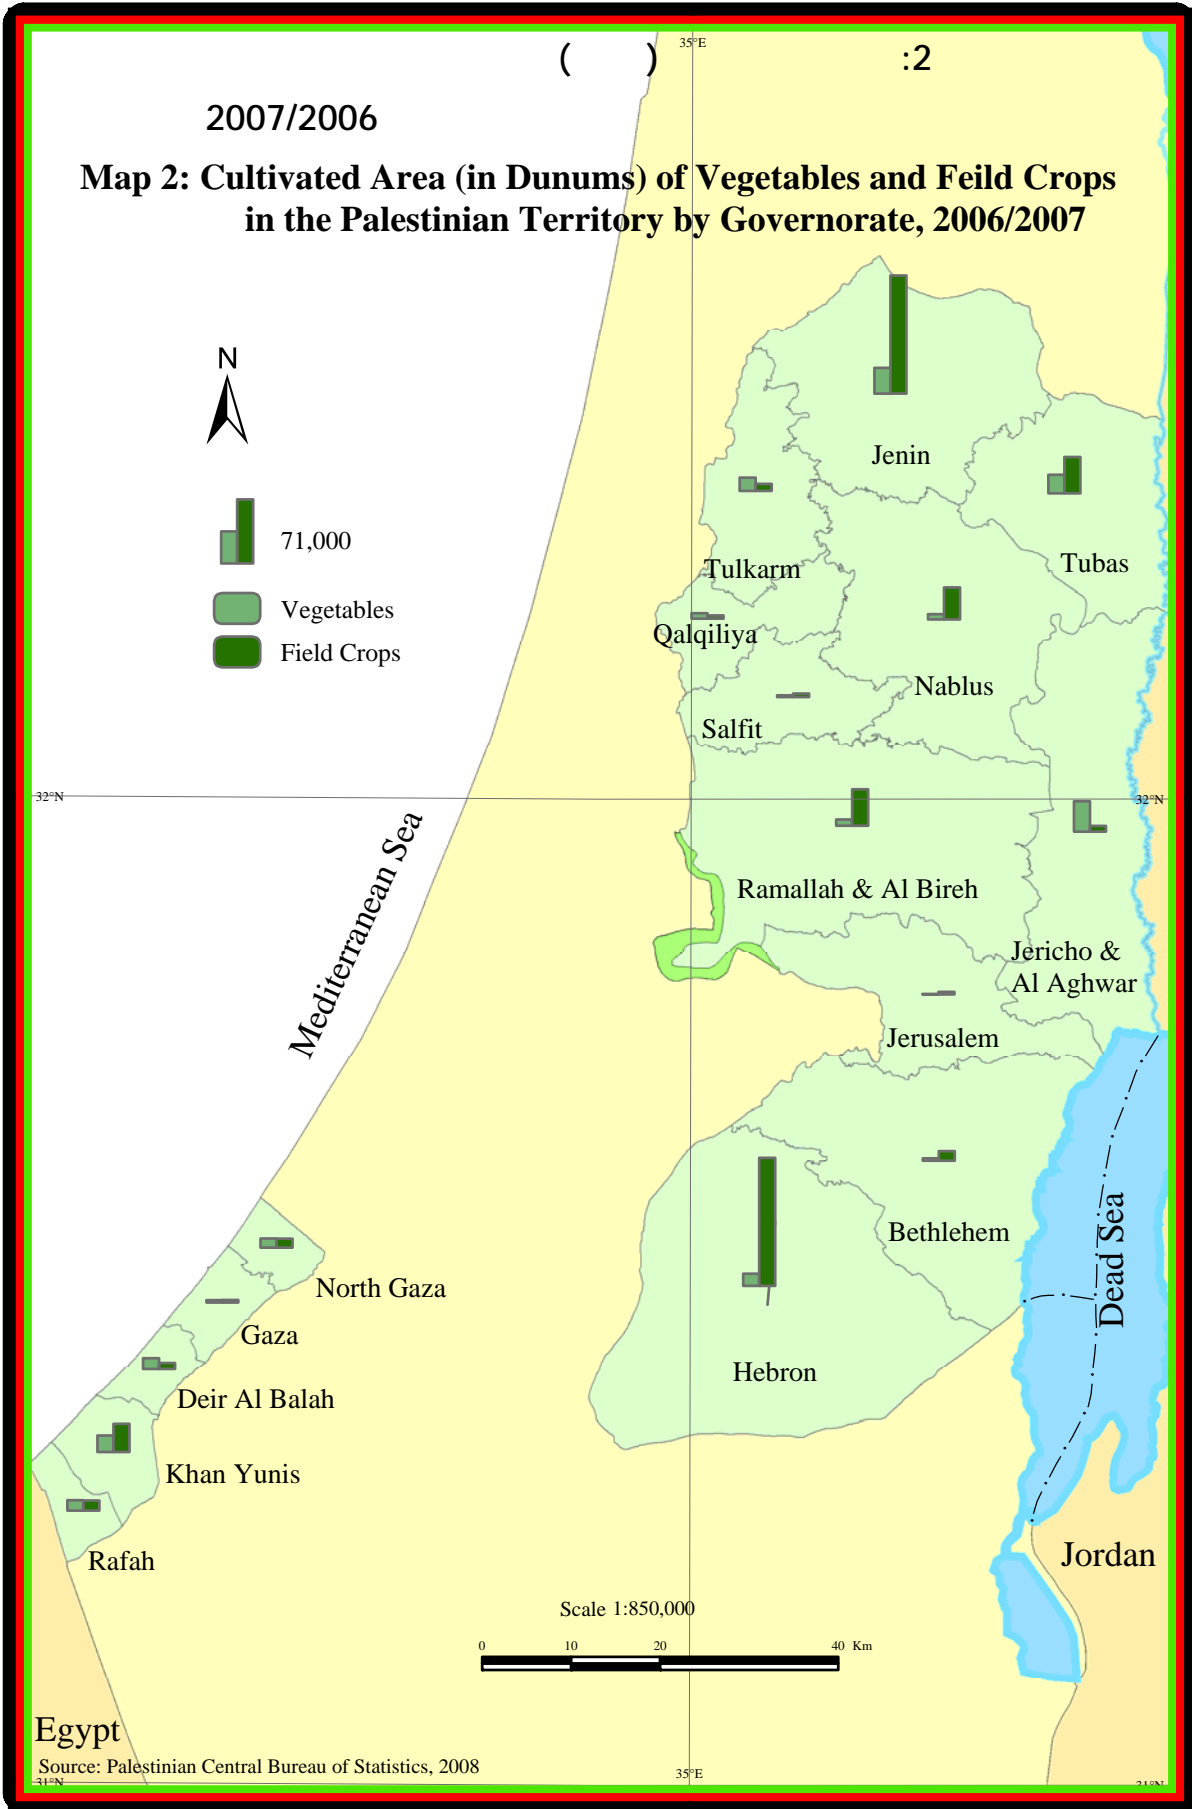 35°E
( ) :2
2007/2006
Map 2: Cultivated Area (in Dunums) of Vegetables and Feild Crops
in the Palestinian Territory by Governorate, 2006/2007
N
71,000
Vegetables
Field Crops
Jenin
Tubas
Tulkarm
Qalqiliya
Nablus
Salfit
32°N
32°N
Mediterranean Sea
Ramallah & Al Bireh
Jericho &
Al Aghwar
Jerusalem
Bethlehem
Dead Sea
North Gaza
Gaza
Hebron
Deir Al Balah
Khan Yunis
Rafah
Jordan
Scale 1:850,000
0 10 20 40 Km
Egypt
Source: Palestinian Central Bureau of Statistics, 2008
35°E
31°N
31°N